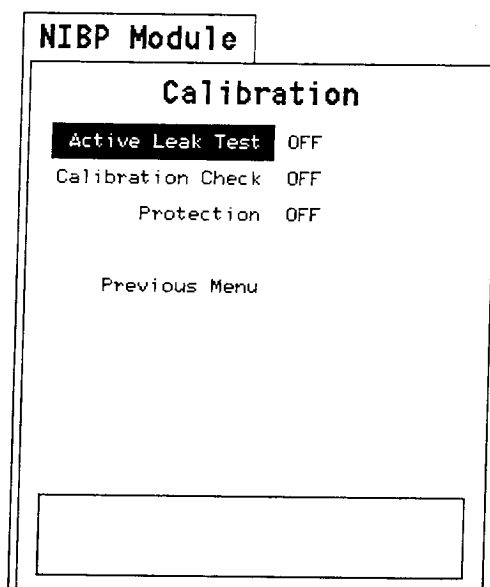 NIBP Module
Calibration
Active Leak Test OFF
Calibration Check OFF
Protection OFF
Previous Menu